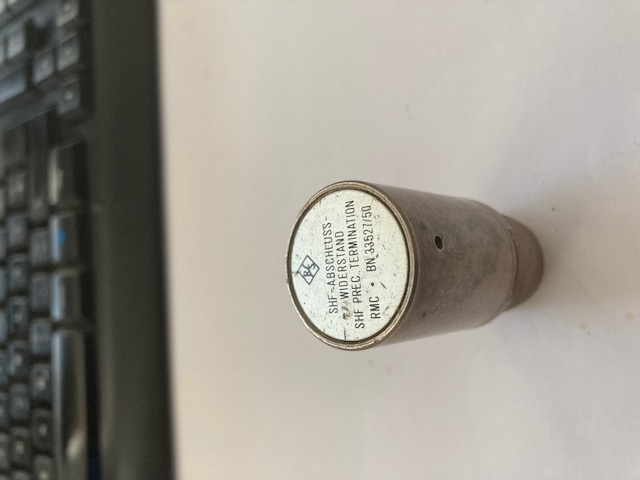 R&S
SHF-ABSCHLUSS-
WIDERSTAND
SHF PREC. TERMINATION
RMC • BN 33527/50